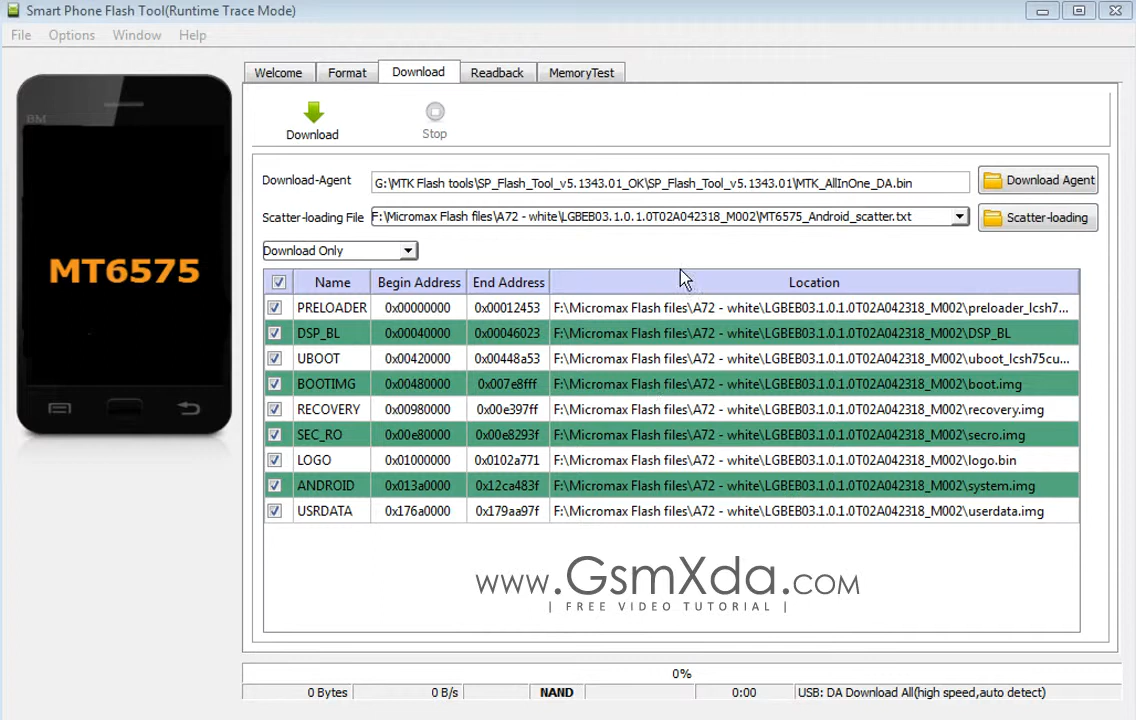 Smart Phone Flash Tool(Runtime Trace Mode)
File Options Window Help
Welcome Format Download Readback MemoryTest
BM
Download Stop
Download-Agent G:\MTK Flash tools\SP_Flash_Tool_v5.1343.01_OK\SP_Flash_Tool_v5.1343.01\MTK_AllInOne_DA.bin Download Agent
Scatter-loading File F:\Micromax Flash files\A72 - white\LGBEB03.1.0.1.0T02A042318_M002\MT6575_Android_scatter.txt Scatter-loading
Download Only
MT6575
Name Begin Address End Address Location
PRELOADER 0x00000000 0x00012453 F:\Micromax Flash files\A72 - white\LGBEB03.1.0.1.0T02A042318_M002\preloader_lcsh7...
DSP_BL 0x00040000 0x00046023 F:\Micromax Flash files\A72 - white\LGBEB03.1.0.1.0T02A042318_M002\DSP_BL
UBOOT 0x00420000 0x00448a53 F:\Micromax Flash files\A72 - white\LGBEB03.1.0.1.0T02A042318_M002\uboot_lcsh75cu...
BOOTIMG 0x00480000 0x007e8fff F:\Micromax Flash files\A72 - white\LGBEB03.1.0.1.0T02A042318_M002\boot.img
RECOVERY 0x00980000 0x00e397ff F:\Micromax Flash files\A72 - white\LGBEB03.1.0.1.0T02A042318_M002\recovery.img
SEC_RO 0x00e80000 0x00e8293f F:\Micromax Flash files\A72 - white\LGBEB03.1.0.1.0T02A042318_M002\secro.img
LOGO 0x01000000 0x0102a771 F:\Micromax Flash files\A72 - white\LGBEB03.1.0.1.0T02A042318_M002\logo.bin
ANDROID 0x013a0000 0x12ca483f F:\Micromax Flash files\A72 - white\LGBEB03.1.0.1.0T02A042318_M002\system.img
USRDATA 0x176a0000 0x179aa97f F:\Micromax Flash files\A72 - white\LGBEB03.1.0.1.0T02A042318_M002\userdata.img
www.GsmXda.com
| FREE VIDEO TUTORIAL |
0%
0 Bytes 0 B/s NAND 0:00 USB: DA Download All(high speed,auto detect)